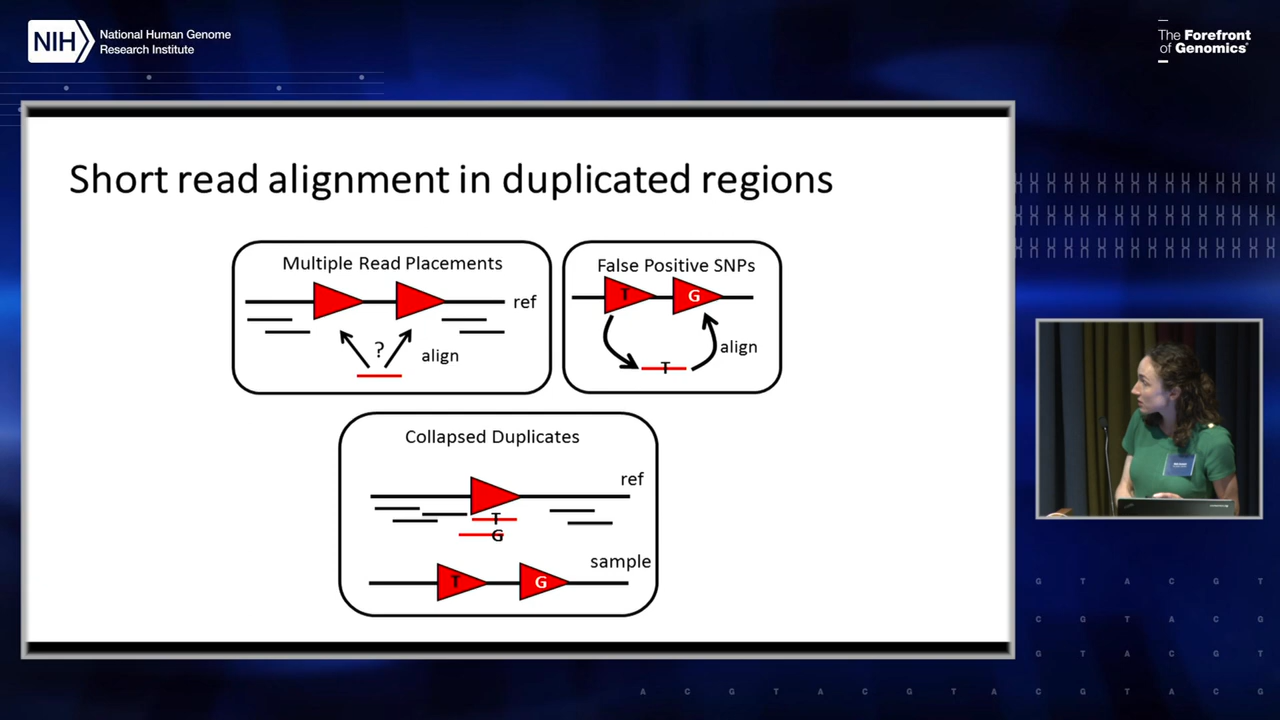 NIH
National Human Genome
Research Institute
The Forefront
of Genomics
Short read alignment in duplicated regions
Multiple Read Placements
ref
?
align
False Positive SNPs
T G
align
T
Collapsed Duplicates
ref
T
G
sample
T G
G T A C G T
C G T A C G
G T A C G T
A C G T A C G T A C G T A C G